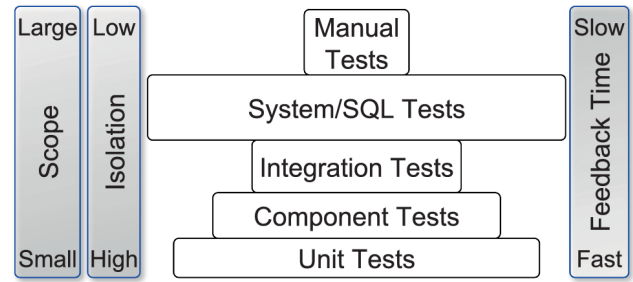 Large
Scope
Small
Low
Isolation
High
Manual
Tests
System/SQL Tests
Integration Tests
Component Tests
Unit Tests
Slow
Feedback Time
Fast